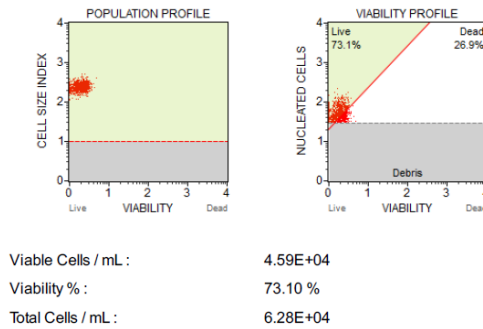 POPULATION PROFILE
4
3
2
1
0
CELL SIZE INDEX
0 1 2 3 4
Live VIABILITY Dead
VIABILITY PROFILE
4
3
2
1
0
NUCLEATED CELLS
Live
73.1%
Dead
26.9%
Debris
0 1 2 3 4
Live VIABILITY Dead
Viable Cells / mL : 4.59E+04
Viability % : 73.10 %
Total Cells / mL : 6.28E+04